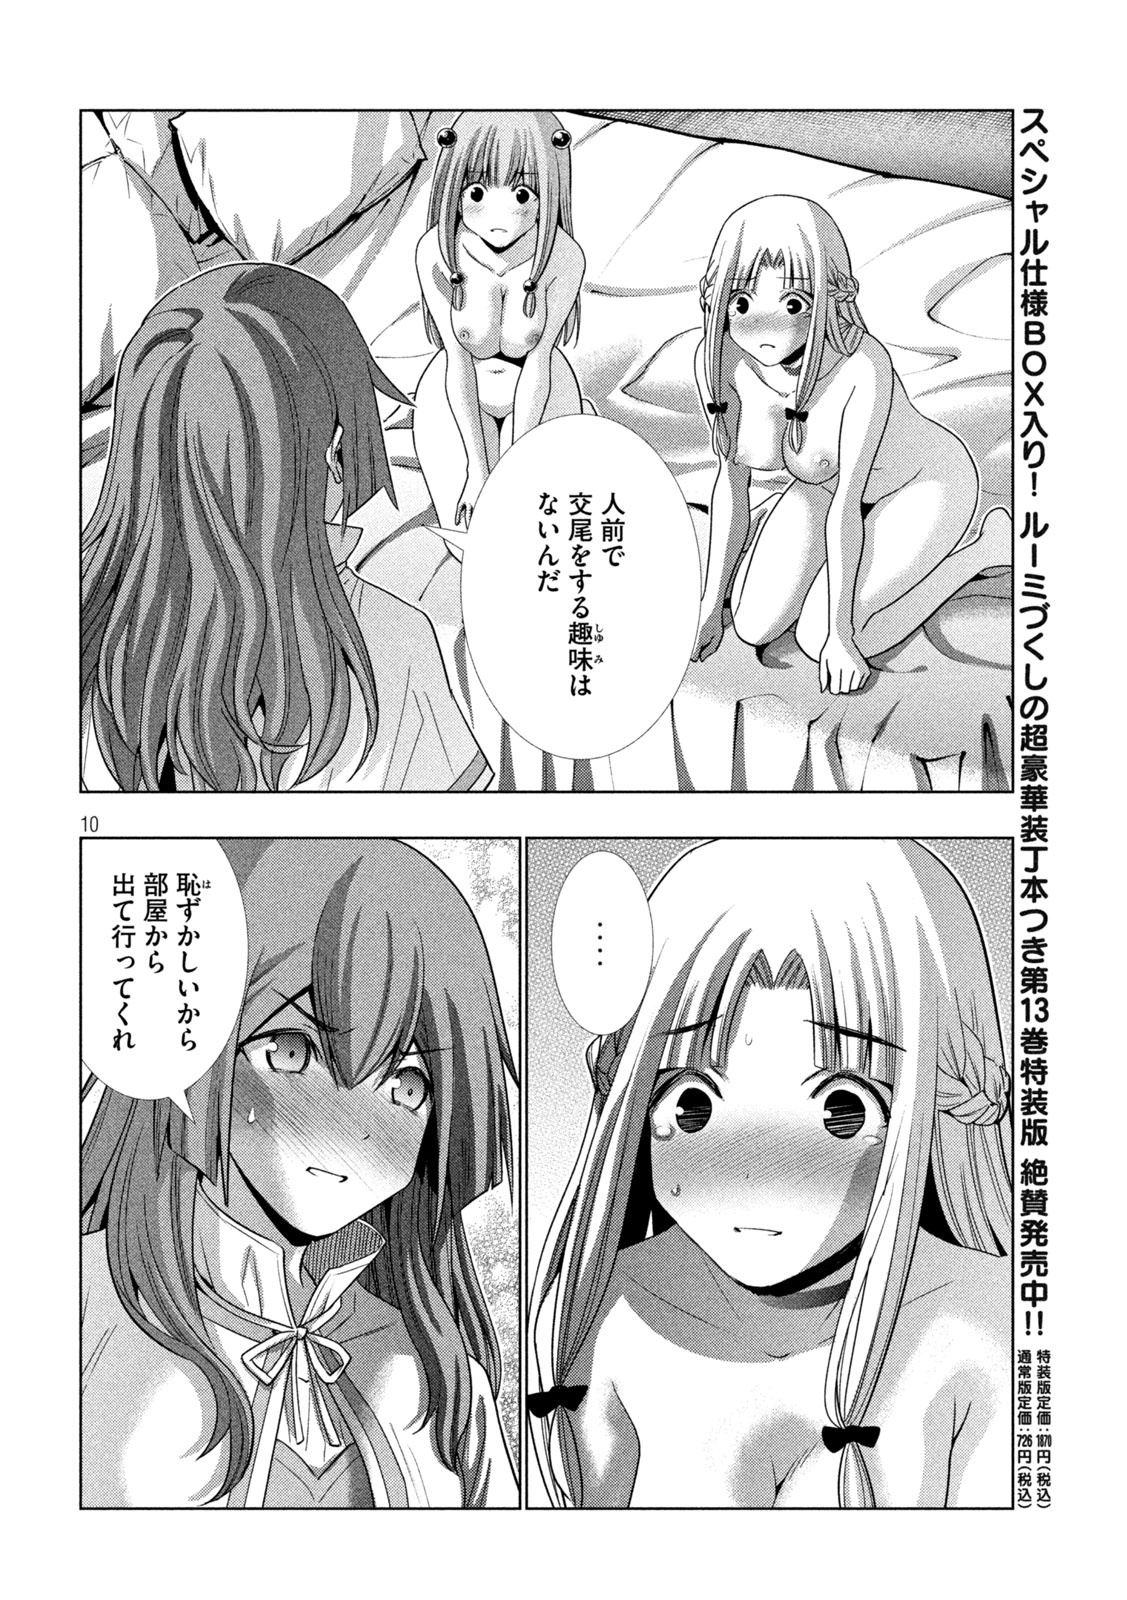 スペシャル仕様BOX入り! ルーミづくしの超豪華装丁本つき第13巻特装版 絶賛発売中!!
特装版定価:1870円(税込)
通常版定価:726円(税込)
人前で
交尾をする趣味は
しゅみ
ないんだ
10
‥‥
恥ずかしいから
は
部屋から
出て行ってくれ